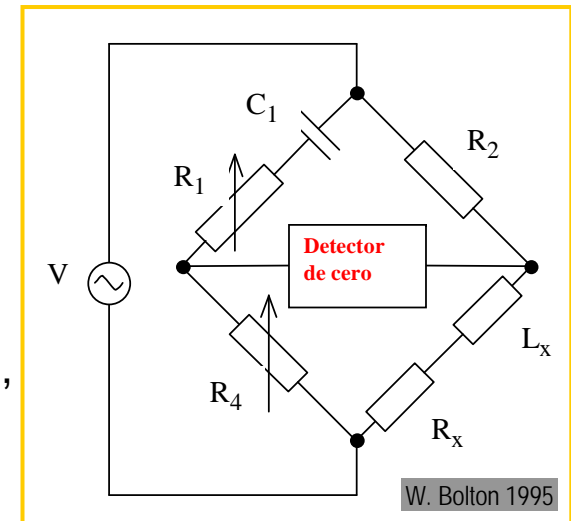 C₁
R₂
R₁
Detector
de cero
V
Lₓ
,
R₄
Rₓ
W. Bolton 1995